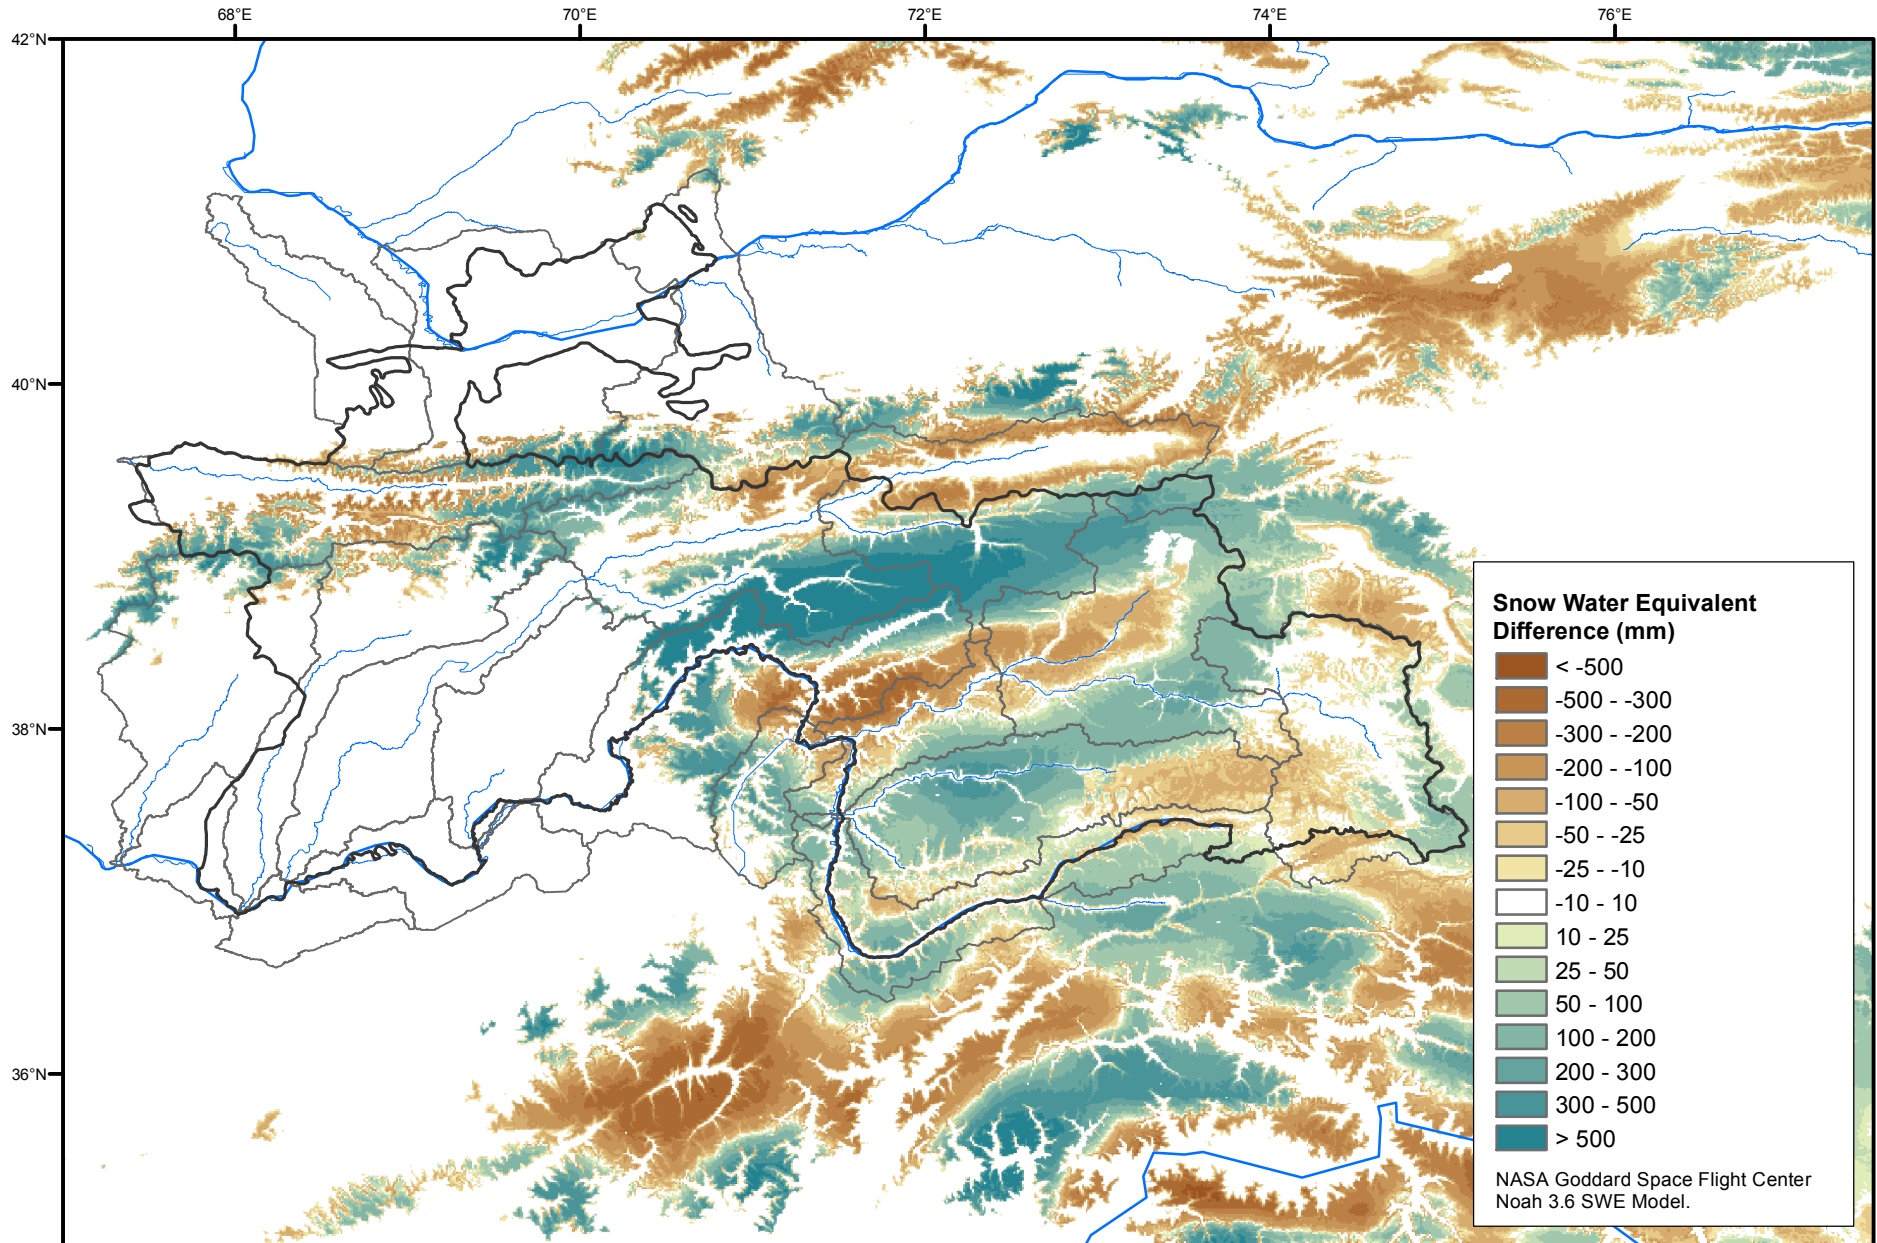 68°E
70°E
72°E
74°E
76°E
42°N
40°N
38°N
36°N
Snow Water Equivalent
Difference (mm)
< -500
-500 - -300
-300 - -200
-200 - -100
-100 - -50
-50 - -25
-25 - -10
-10 - 10
10 - 25
25 - 50
50 - 100
100 - 200
200 - 300
300 - 500
> 500
NASA Goddard Space Flight Center
Noah 3.6 SWE Model.